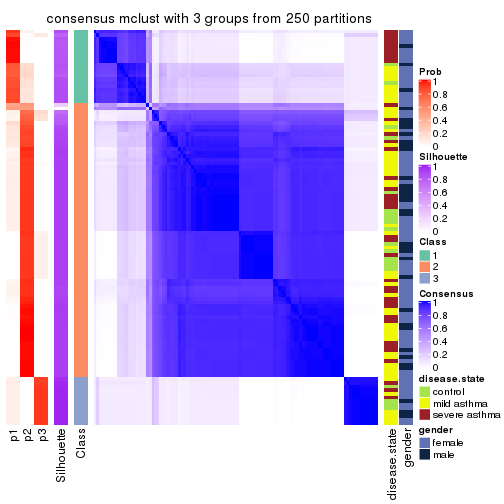 consensus mclust with 3 groups from 250 partitions
Prob
1
0.8
0.6
0.4
0.2
0
Silhouette
1
0.8
0.6
0.4
0.2
0
Class
1
2
3
Consensus
1
0.8
0.6
0.4
0.2
0
disease.state
control
mild asthma
severe asthma
gender
female
male
p1
p2
p3
Silhouette
Class
disease.state
gender